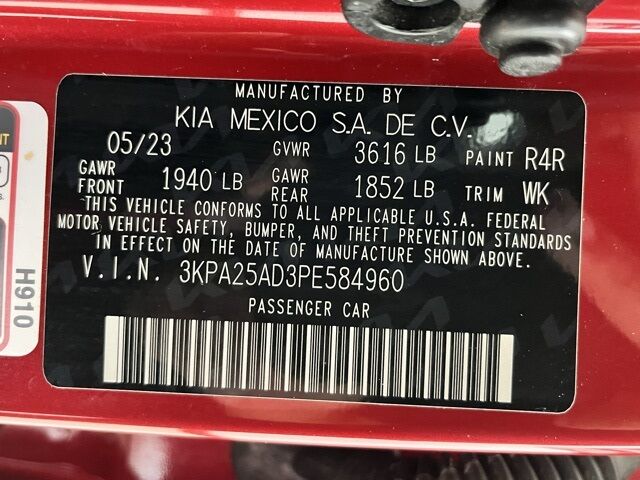 MANUFACTURED BY
KIA MEXICO S.A. DE C.V.
05/23 GVWR 3616 LB PAINT R4R
GAWR FRONT 1940 LB GAWR REAR 1852 LB TRIM WK
THIS VEHICLE CONFORMS TO ALL APPLICABLE U.S.A. FEDERAL
MOTOR VEHICLE SAFETY, BUMPER, AND THEFT PREVENTION STANDARDS
IN EFFECT ON THE DATE OF MANUFACTURE SHOWN ABOVE.
V.I.N. 3KPA25AD3PE584960
PASSENGER CAR
H910